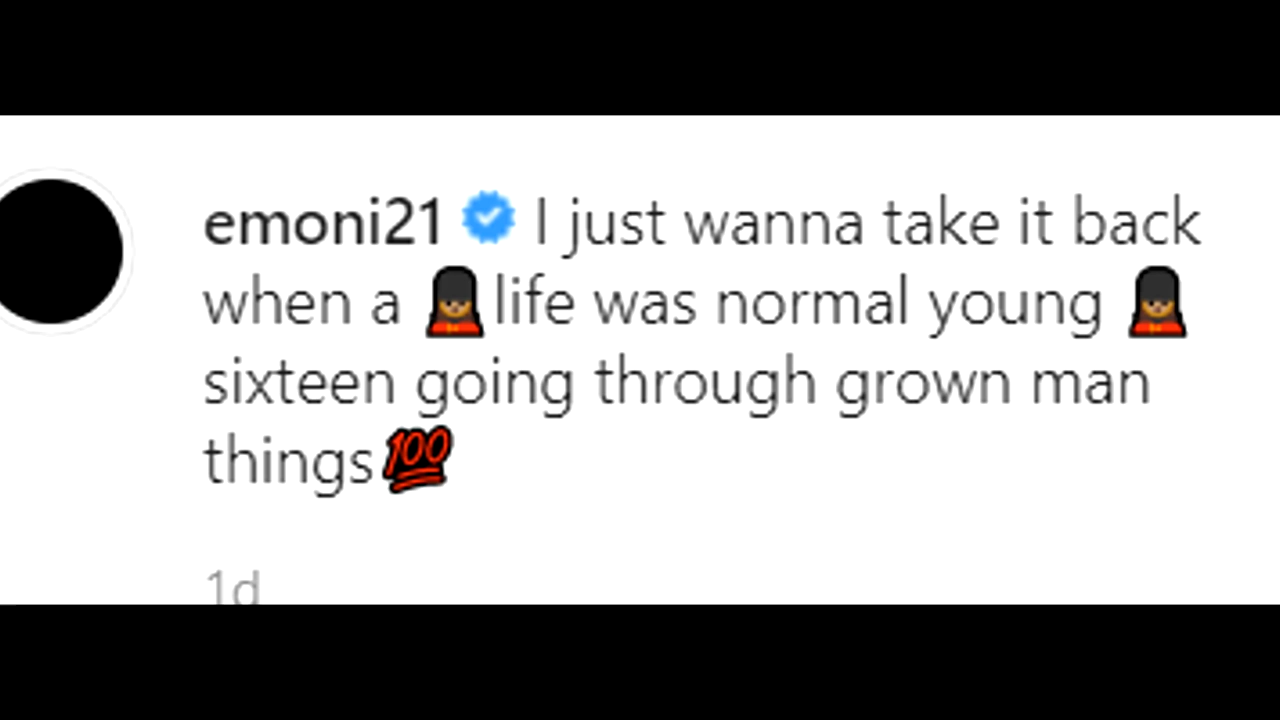 emoni21 I just wanna take it back
when a 💂🏾‍♀️life was normal young 💂🏾‍♀️
sixteen going through grown man
things💯
1d